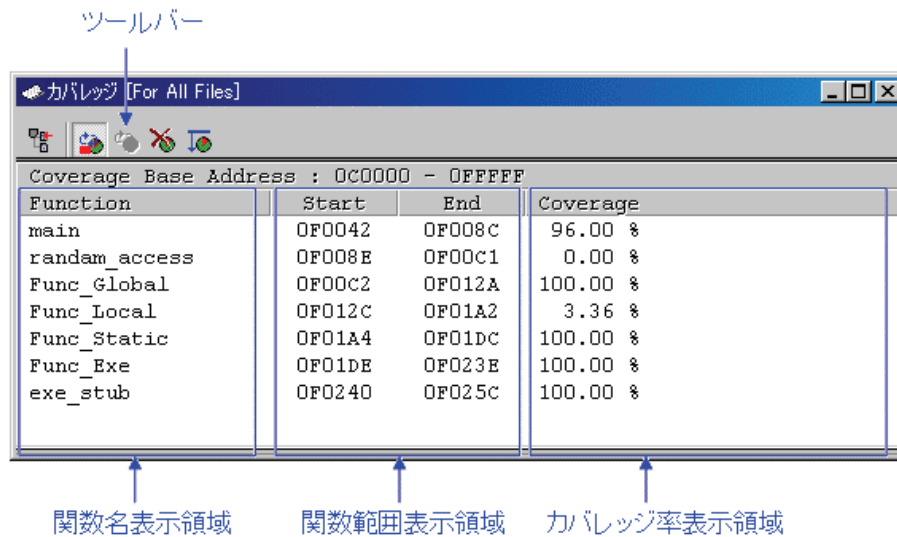 ツールバー
カバレッジ [For All Files]
Coverage Base Address : 0C0000 - 0FFFFF
Function Start End Coverage
main 0F0042 0F008C 96.00 %
randam_access 0F008E 0F00C1 0.00 %
Func_Global 0F00C2 0F012A 100.00 %
Func_Local 0F012C 0F01A2 3.36 %
Func_Static 0F01A4 0F01DC 100.00 %
Func_Exe 0F01DE 0F023E 100.00 %
exe_stub 0F0240 0F025C 100.00 %
関数名表示領域 関数範囲表示領域 カバレッジ率表示領域